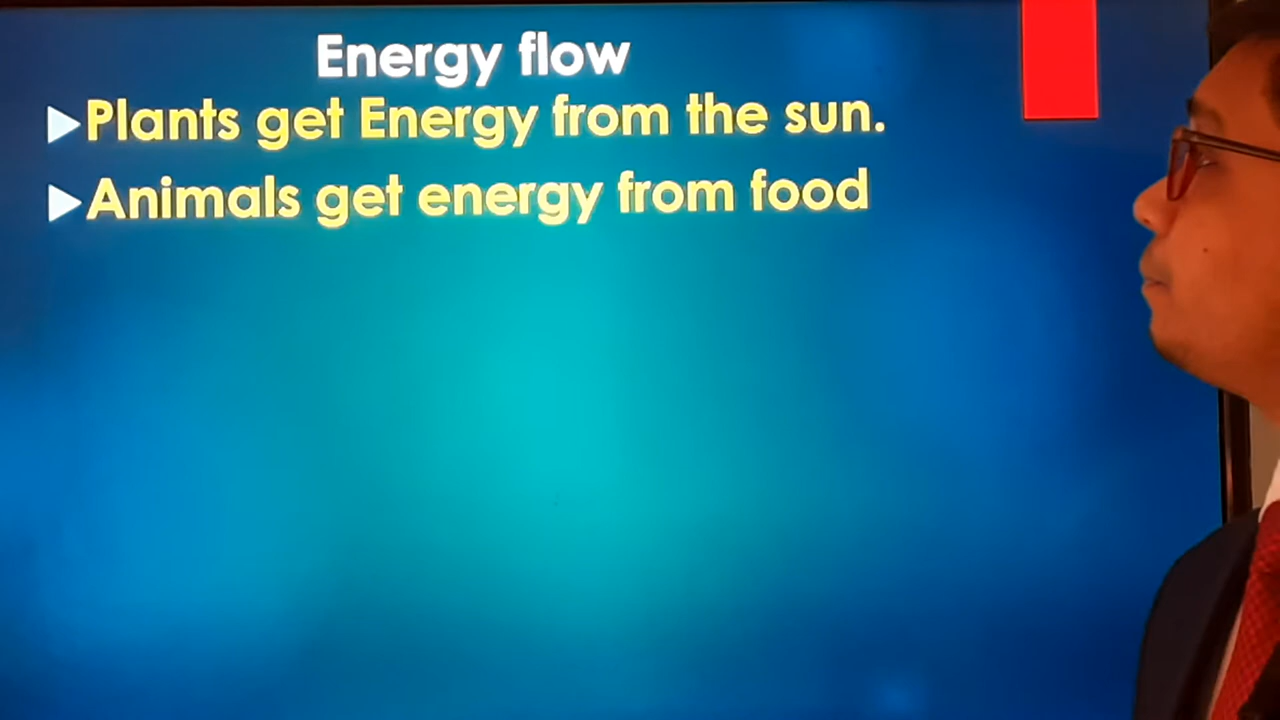 Energy flow
Plants get Energy from the sun.
Animals get energy from food